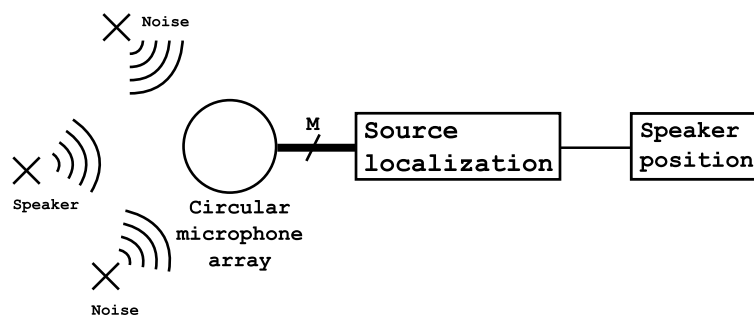 Noise
Speaker
Noise
Circular
microphone
array
M
Source
localization
Speaker
position